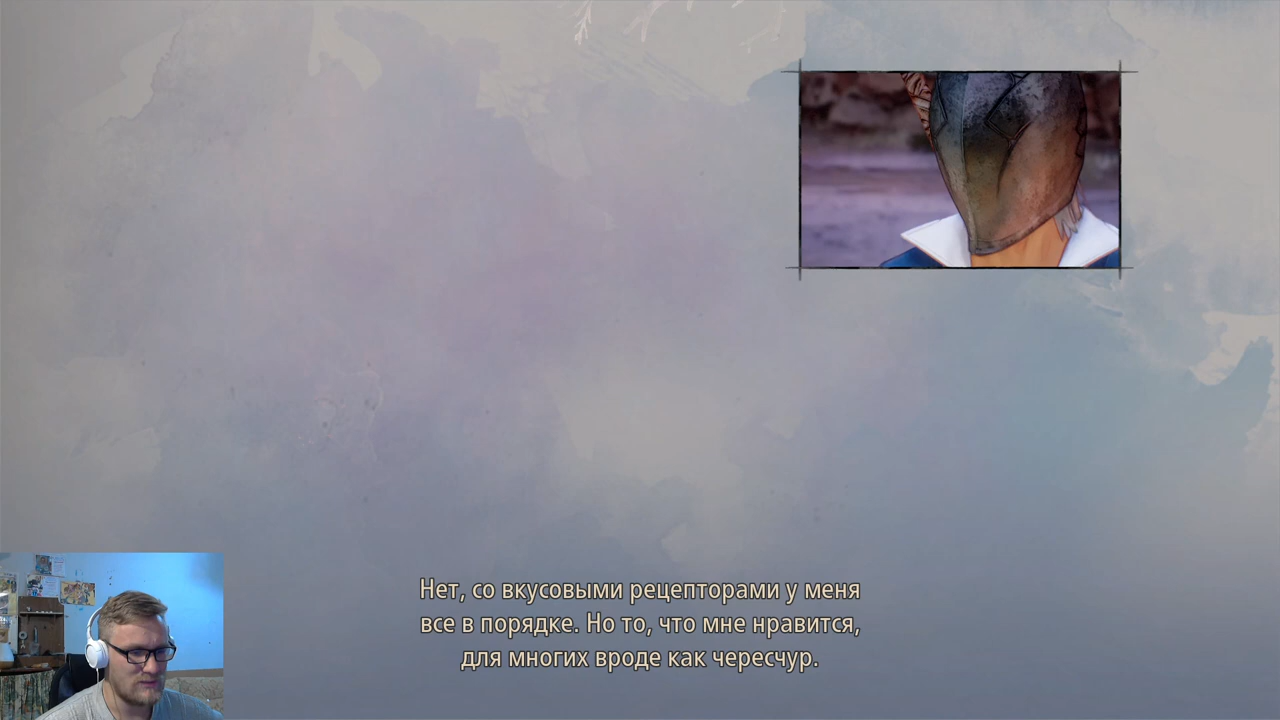 Нет, со вкусовыми рецепторами у меня
все в порядке. Но то, что мне нравится,
для многих вроде как чересчур.